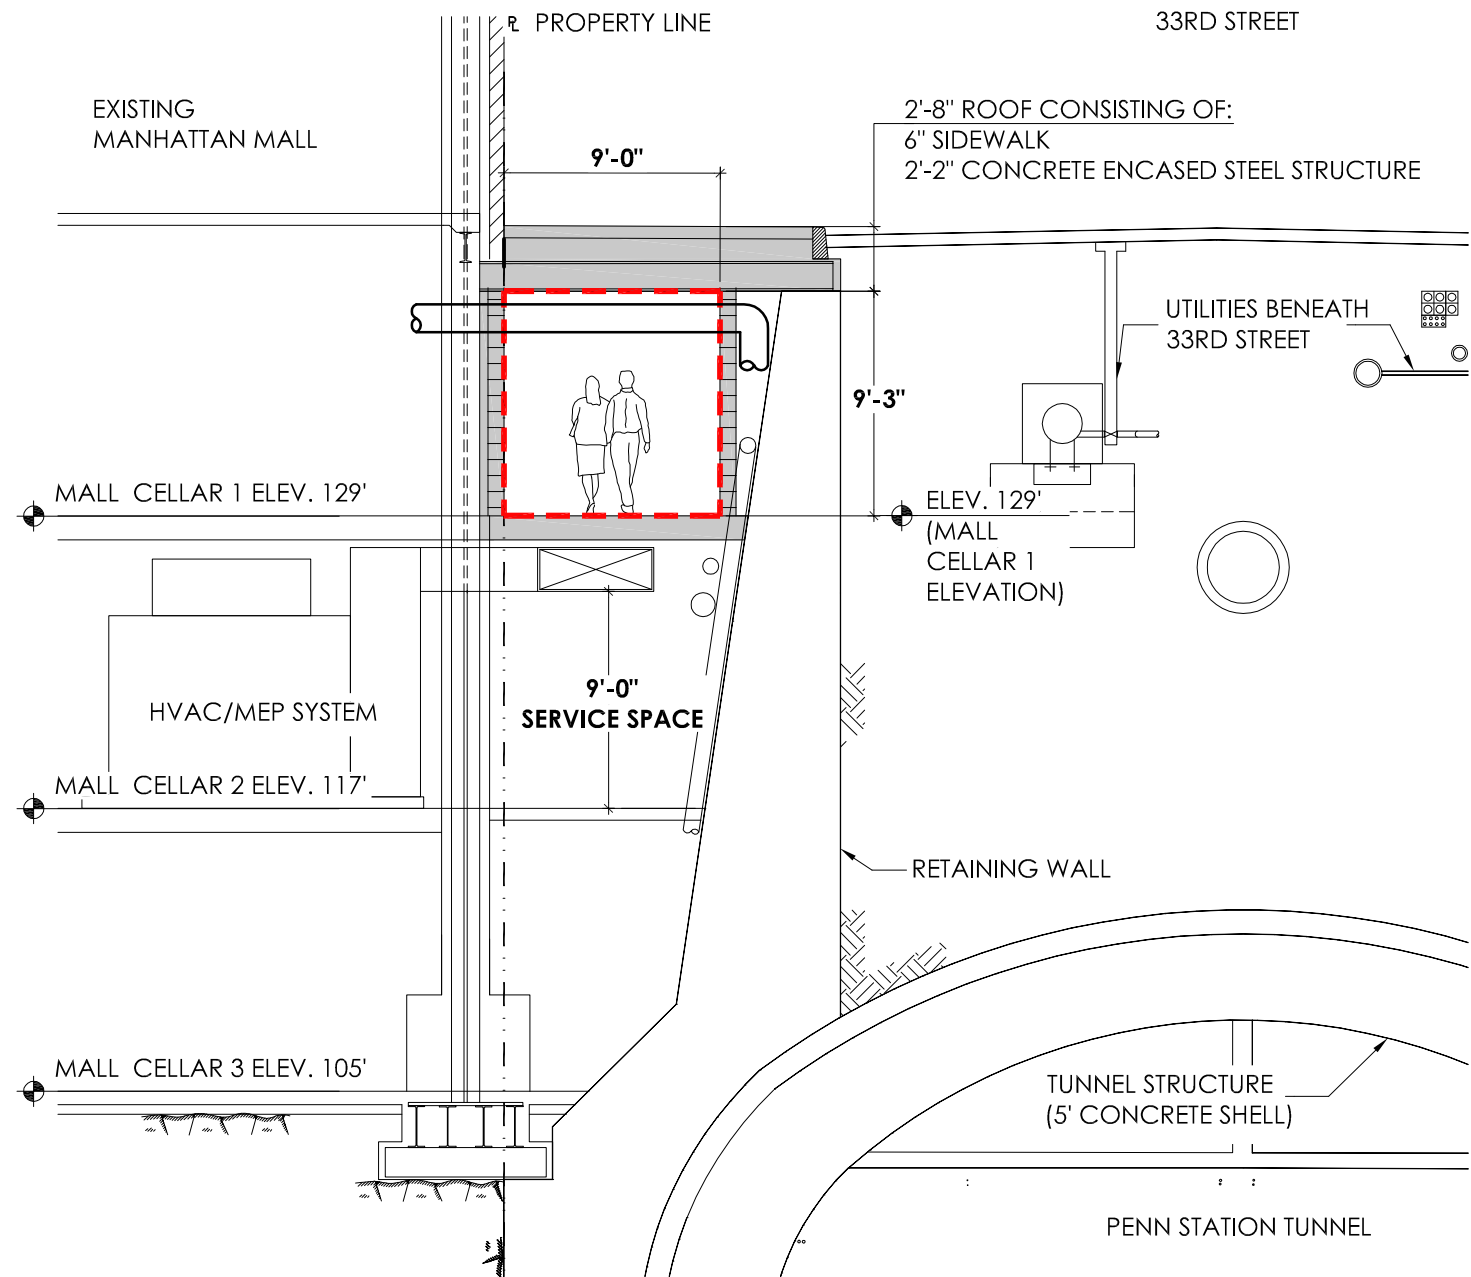 ℄ PROPERTY LINE
33RD STREET
EXISTING
MANHATTAN MALL
2'-8" ROOF CONSISTING OF:
6" SIDEWALK
2'-2" CONCRETE ENCASED STEEL STRUCTURE
9'-0"
UTILITIES BENEATH
33RD STREET
9'-3"
MALL CELLAR 1 ELEV. 129'
ELEV. 129'
(MALL
CELLAR 1
ELEVATION)
9'-0"
SERVICE SPACE
HVAC/MEP SYSTEM
MALL CELLAR 2 ELEV. 117'
RETAINING WALL
MALL CELLAR 3 ELEV. 105'
TUNNEL STRUCTURE
(5' CONCRETE SHELL)
PENN STATION TUNNEL